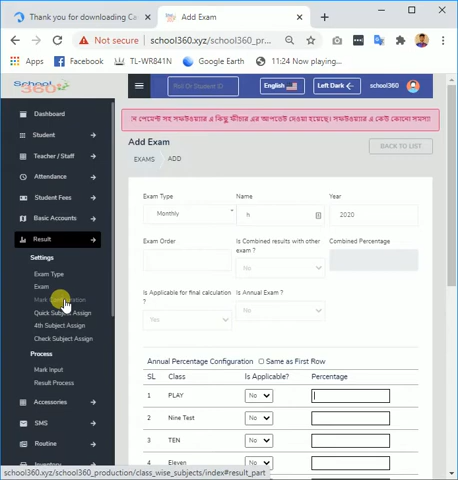 Thank you for downloading Ca
Add Exam
Not secure
school360.xyz/school360_pr...
Apps
Facebook
TL-WR841N
Google Earth
11:24 Now playing...
School
360
Roll Or Student ID
English
Left Dark
school360
ন পেমেন্ট সহ সফটওয়্যার এ কিছু ফীচার এর আপডেট দেওয়া হয়েছে। সফটওয়্যার এ কেউ কোনো সমস্যা
Dashboard
Student
Teacher / Staff
Attendance
Student Fees
Basic Accounts
Result
Settings
Exam Type
Exam
Mark Configuration
Quick Subject Assign
4th Subject Assign
Check Subject Assign
Process
Mark Input
Result Process
Accessories
SMS
Routine
Inventory
Add Exam
EXAMS
ADD
BACK TO LIST
Exam Type
Name
Year
Monthly
h
2020
Exam Order
Is Combined results with other exam ?
Combined Percentage
No
Is Applicable for final calculation ?
Is Annual Exam ?
Yes
No
Annual Percentage Configuration
Same as First Row
SL Class Is Applicable? Percentage
1 PLAY No
2 Nine Test No
3 TEN No
4 Eleven No
school360.xyz/school360_production/class_wise_subjects/index#result_part